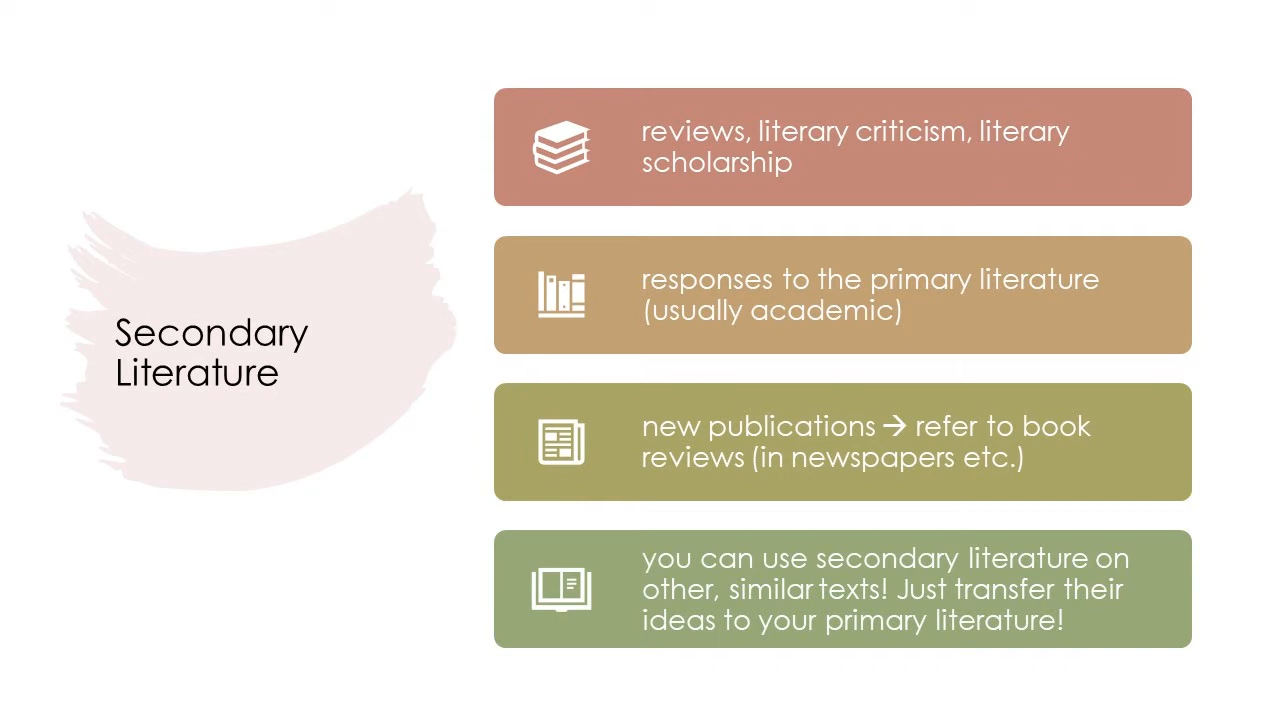 Secondary
Literature
reviews, literary criticism, literary
scholarship
responses to the primary literature
(usually academic)
new publications → refer to book
reviews (in newspapers etc.)
you can use secondary literature on
other, similar texts! Just transfer their
ideas to your primary literature!